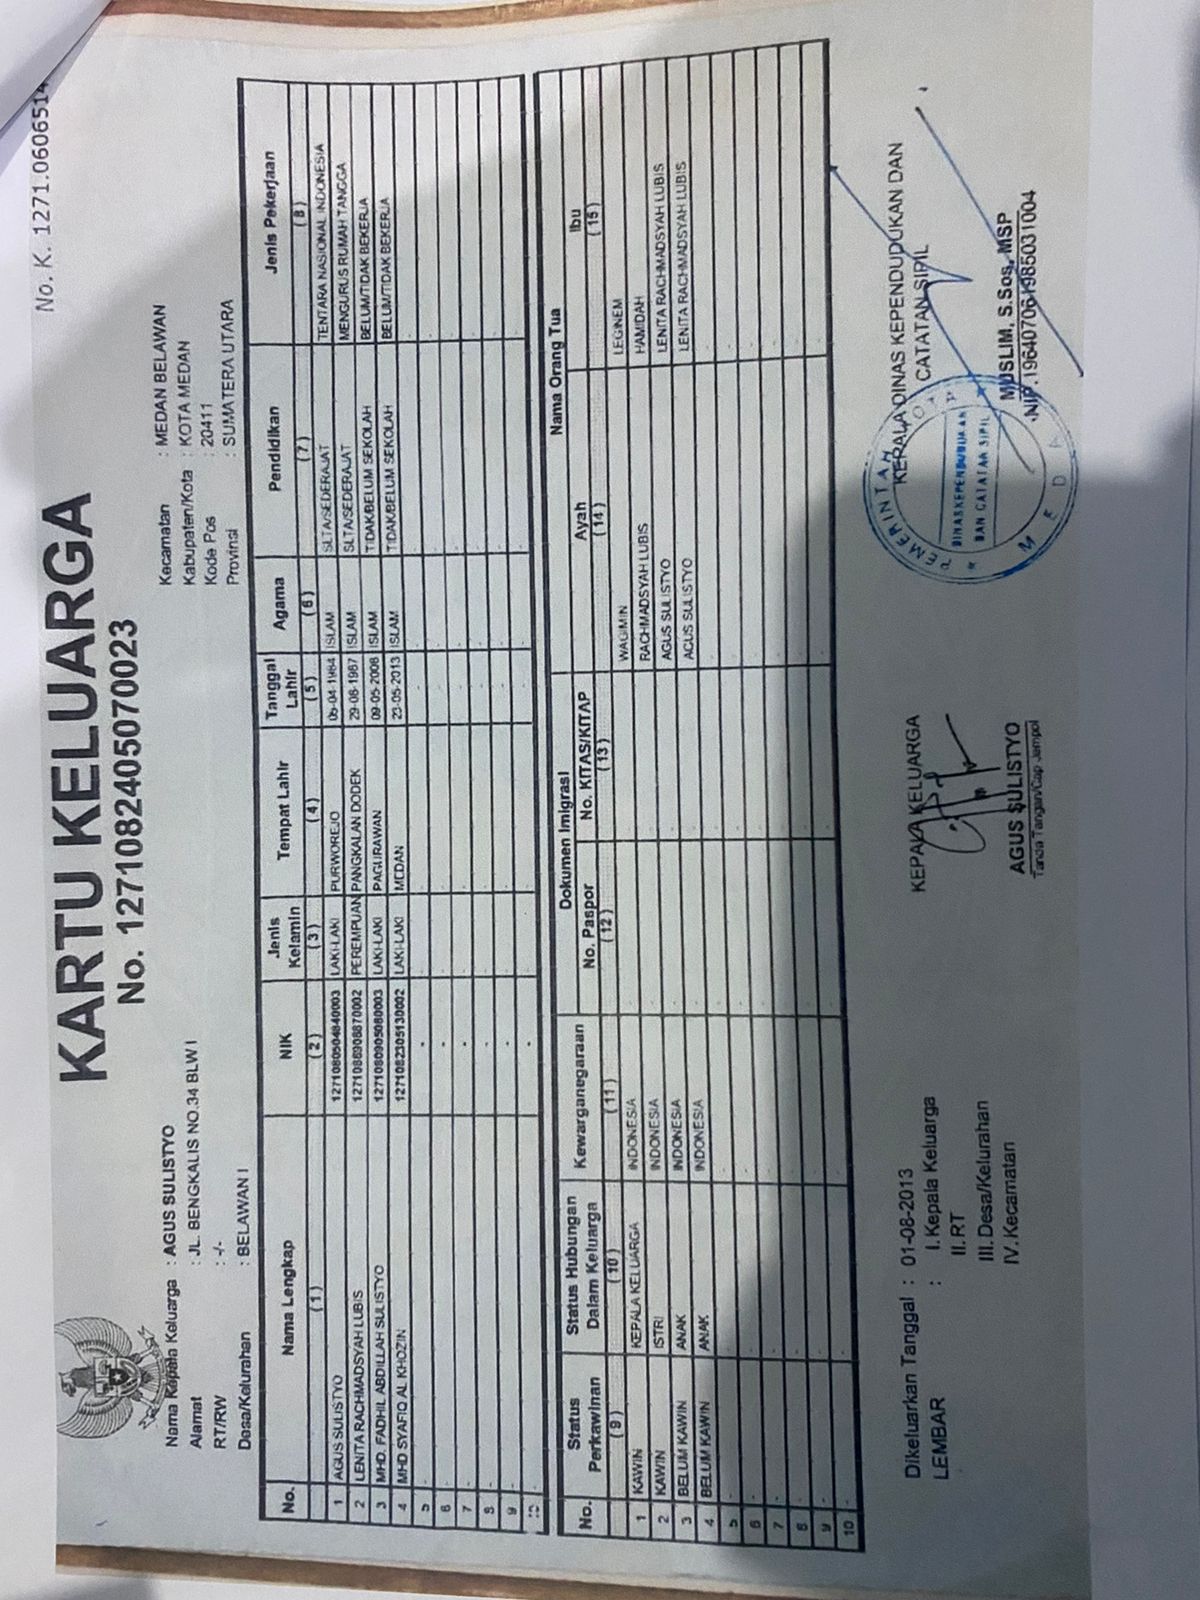 No. K. 1271.0606514
KARTU KELUARGA
No. 1271082405070023
Nama Kepala Keluarga : AGUS SULISTYO
Alamat : JL. BENGKALIS NO.34 BLW I
RT/RW : -/-
Desa/Kelurahan : BELAWAN I
Kecamatan : MEDAN BELAWAN
Kabupaten/Kota : KOTA MEDAN
Kode Pos : 20411
Provinsi : SUMATERA UTARA
No. Nama Lengkap NIK Jenis Kelamin Tempat Lahir Tanggal Lahir Agama Pendidikan Jenis Pekerjaan
(1) (2) (3) (4) (5) (6) (7) (8)
1 AGUS SULISTYO 1271080504840003 LAKI-LAKI PURWOREJO 05-04-1984 ISLAM SLTA/SEDERAJAT TENTARA NASIONAL INDONESIA
2 LENITA RACHMADSYAH LUBIS PEREMPUAN PANGKALAN DODEK 29-08-1987 ISLAM SLTA/SEDERAJAT MENGURUS RUMAH TANGGA
3 MHD. FADHIL ABDILLAH SULISTYO 1271080905080003 LAKI-LAKI PAGURAWAN 09-05-2008 ISLAM TIDAK/BELUM SEKOLAH BELUM/TIDAK BEKERJA
4 MHD SYAFIQ AL KHOZIN 1271082305130002 LAKI-LAKI MEDAN 23-05-2013 ISLAM TIDAK/BELUM SEKOLAH BELUM/TIDAK BEKERJA
5 - - - - - - - -
6 - - - - - - - -
7 - - - - - - - -
8 - - - - - - - -
9 - - - - - - - -
10 - - - - - - - -
No. Status Perkawinan Status Hubungan Dalam Keluarga Kewarganegaraan Dokumen Imigrasi Nama Orang Tua
No. Paspor No. KITAS/KITAP Ayah Ibu
(9) (10) (11) (12) (13) (14) (15)
1 KAWIN KEPALA KELUARGA INDONESIA WAGIMIN LEGINEM
2 KAWIN ISTRI INDONESIA - - RACHMADSYAH LUBIS HAMIDAH
3 BELUM KAWIN ANAK INDONESIA - - AGUS SULISTYO LENITA RACHMADSYAH LUBIS
4 BELUM KAWIN ANAK INDONESIA - - AGUS SULISTYO LENITA RACHMADSYAH LUBIS
5 - - - - - - -
6 - - - - - - -
7 - - - - - - -
8 - - - - - - -
9 - - - - - - -
10 - - - - - - -
Dikeluarkan Tanggal : 01-08-2013
LEMBAR : I. Kepala Keluarga
II. RT
III. Desa/Kelurahan
IV. Kecamatan
KEPALA KELUARGA
AGUS SULISTYO
Tanda Tangan/Cap Jempol
KEPALA DINAS KEPENDUDUKAN DAN
CATATAN SIPIL
PEMERINTAH KOTA
DINAS KEPENDUDUKAN
DAN CATATAN SIPIL
MEDAN
MUSLIM, S.Sos, MSP
NIP. 196407061985031004